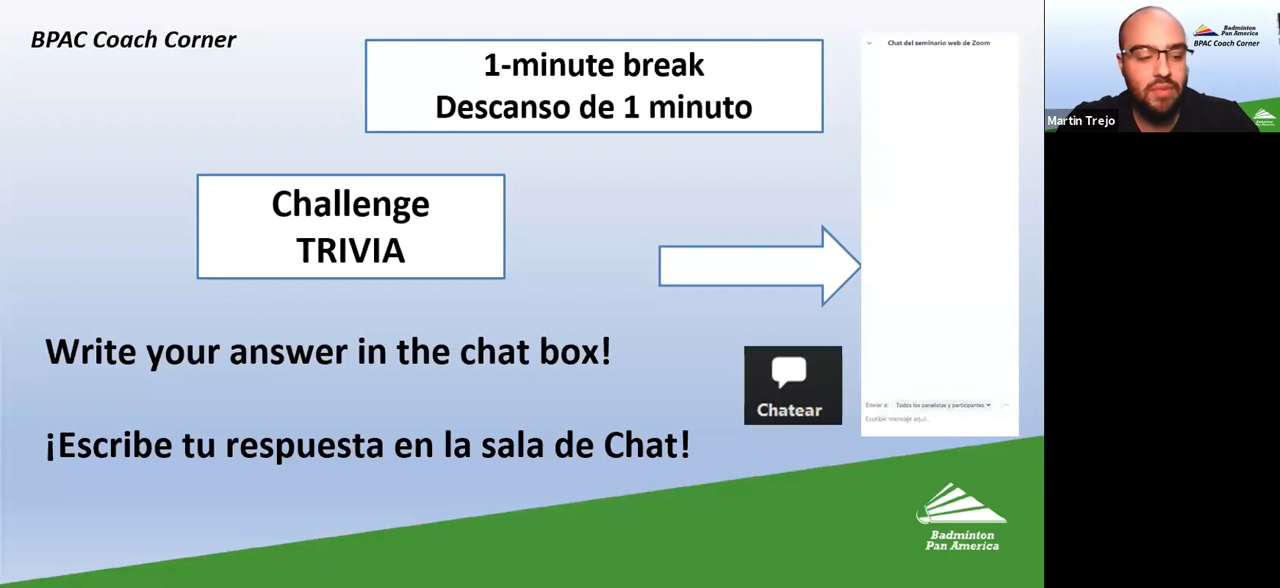 BPAC Coach Corner
1-minute break
Descanso de 1 minuto
Challenge
TRIVIA
Write your answer in the chat box!
¡Escribe tu respuesta en la sala de Chat!
Chatear
Chat del seminario web de Zoom
Enviar a: Todos los panelistas y participantes
Escribir mensaje aquí...
Badminton
Pan America
Badminton
Pan America
BPAC Coach Corner
Martin Trejo